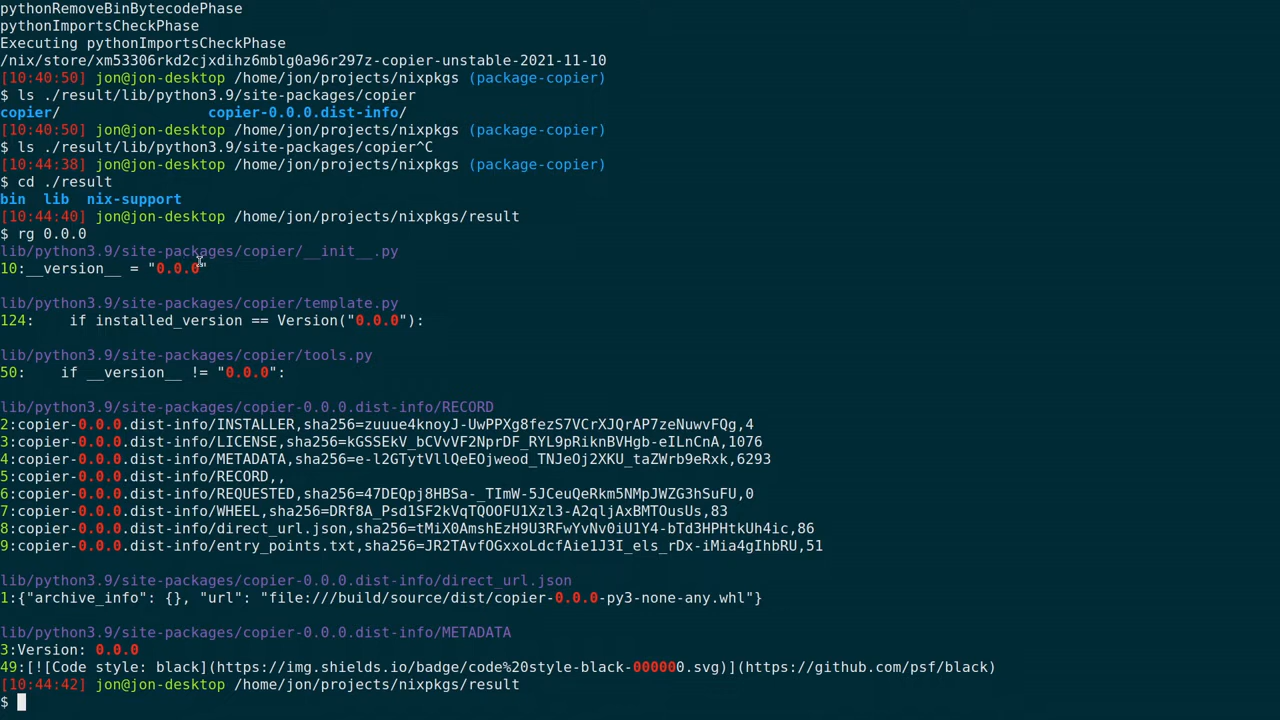 pythonRemoveBinBytecodePhase
pythonImportsCheckPhase
Executing pythonImportsCheckPhase
/nix/store/xm53306rkd2cjxdihz6mblg0a96r297z-copier-unstable-2021-11-10
[10:40:50] jon@jon-desktop /home/jon/projects/nixpkgs (package-copier)
$ ls ./result/lib/python3.9/site-packages/copier
copier/                 copier-0.0.0.dist-info/
[10:40:50] jon@jon-desktop /home/jon/projects/nixpkgs (package-copier)
$ ls ./result/lib/python3.9/site-packages/copier^C
[10:44:38] jon@jon-desktop /home/jon/projects/nixpkgs (package-copier)
$ cd ./result
bin  lib  nix-support
[10:44:40] jon@jon-desktop /home/jon/projects/nixpkgs/result
$ rg 0.0.0
lib/python3.9/site-packages/copier/__init__.py
10:__version__ = "0.0.0"

lib/python3.9/site-packages/copier/template.py
124:    if installed_version == Version("0.0.0"):

lib/python3.9/site-packages/copier/tools.py
50:    if __version__ != "0.0.0":

lib/python3.9/site-packages/copier-0.0.0.dist-info/RECORD
2:copier-0.0.0.dist-info/INSTALLER,sha256=zuuue4knoyJ-UwPPXg8fezS7VCrXJQrAP7zeNuwvFQg,4
3:copier-0.0.0.dist-info/LICENSE,sha256=kGSSEkV_bCVvVF2NprDF_RYL9pRiknBVHgb-eILnCnA,1076
4:copier-0.0.0.dist-info/METADATA,sha256=e-l2GTytVllQeEOjweod_TNJeOj2XKU_taZWrb9eRxk,6293
5:copier-0.0.0.dist-info/RECORD,,
6:copier-0.0.0.dist-info/REQUESTED,sha256=47DEQpj8HBSa-_TImW-5JCeuQeRkm5NMpJWZG3hSuFU,0
7:copier-0.0.0.dist-info/WHEEL,sha256=DRf8A_Psd1SF2kVqTQOOFU1Xzl3-A2qljAxBMTOusUs,83
8:copier-0.0.0.dist-info/direct_url.json,sha256=tMiX0AmshEzH9U3RFwYvNv0iU1Y4-bTd3HPHtkUh4ic,86
9:copier-0.0.0.dist-info/entry_points.txt,sha256=JR2TAvfOGxxoLdcfAie1J3I_els_rDx-iMia4gIhbRU,51

lib/python3.9/site-packages/copier-0.0.0.dist-info/direct_url.json
1:{"archive_info": {}, "url": "file:///build/source/dist/copier-0.0.0-py3-none-any.whl"}

lib/python3.9/site-packages/copier-0.0.0.dist-info/METADATA
3:Version: 0.0.0
49:[![Code style: black](https://img.shields.io/badge/code%20style-black-000000.svg)](https://github.com/psf/black)
[10:44:42] jon@jon-desktop /home/jon/projects/nixpkgs/result
$